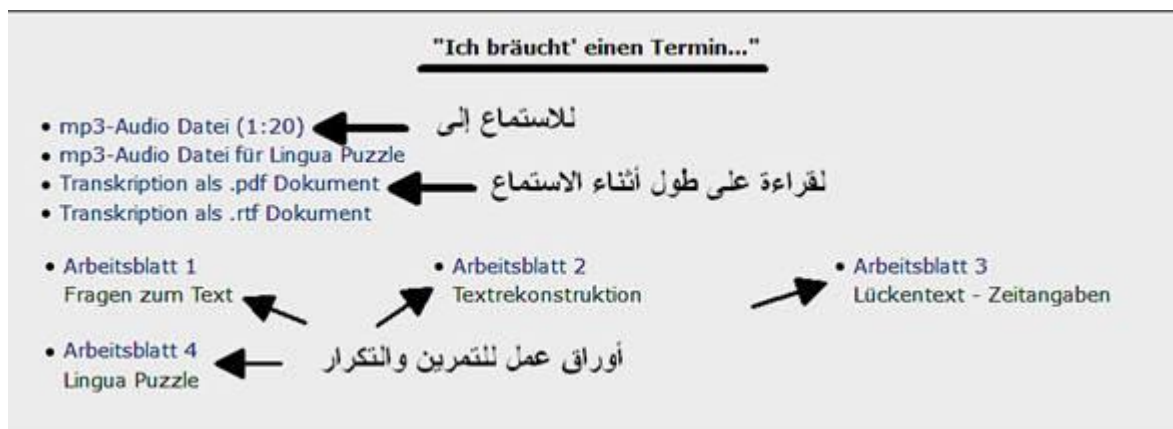 "Ich bräucht' einen Termin..."
• mp3-Audio Datei (1:20) للاستماع إلى
• mp3-Audio Datei für Lingua Puzzle
• Transkription als .pdf Dokument لقراءة على طول أثناء الاستماع
• Transkription als .rtf Dokument
• Arbeitsblatt 1
Fragen zum Text
• Arbeitsblatt 2
Textrekonstruktion
• Arbeitsblatt 3
Lückentext - Zeitangaben
• Arbeitsblatt 4
Lingua Puzzle
أوراق عمل للتمرين والتكرار